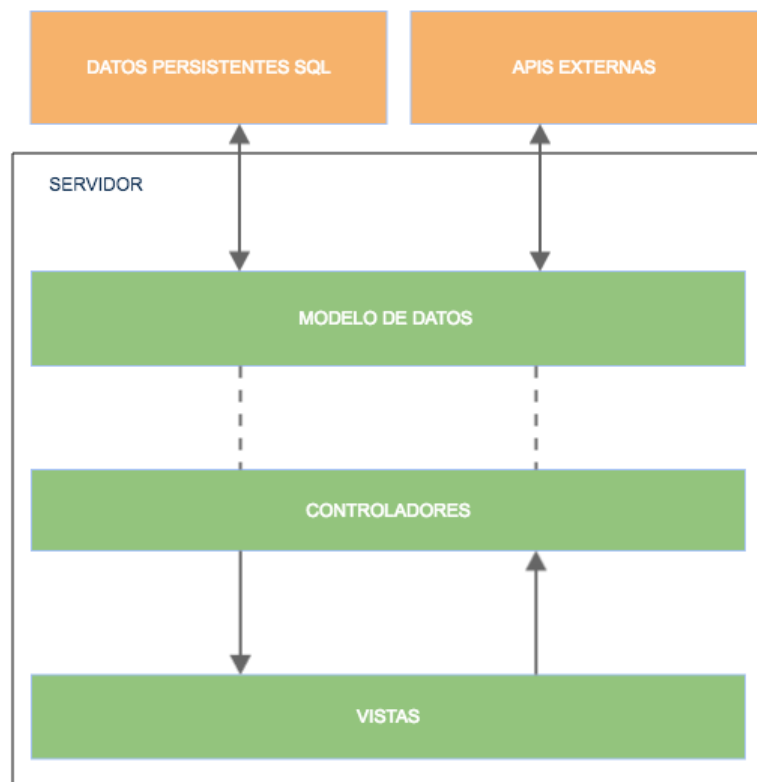 DATOS PERSISTENTES SQL
APIS EXTERNAS
SERVIDOR
MODELO DE DATOS
CONTROLADORES
VISTAS